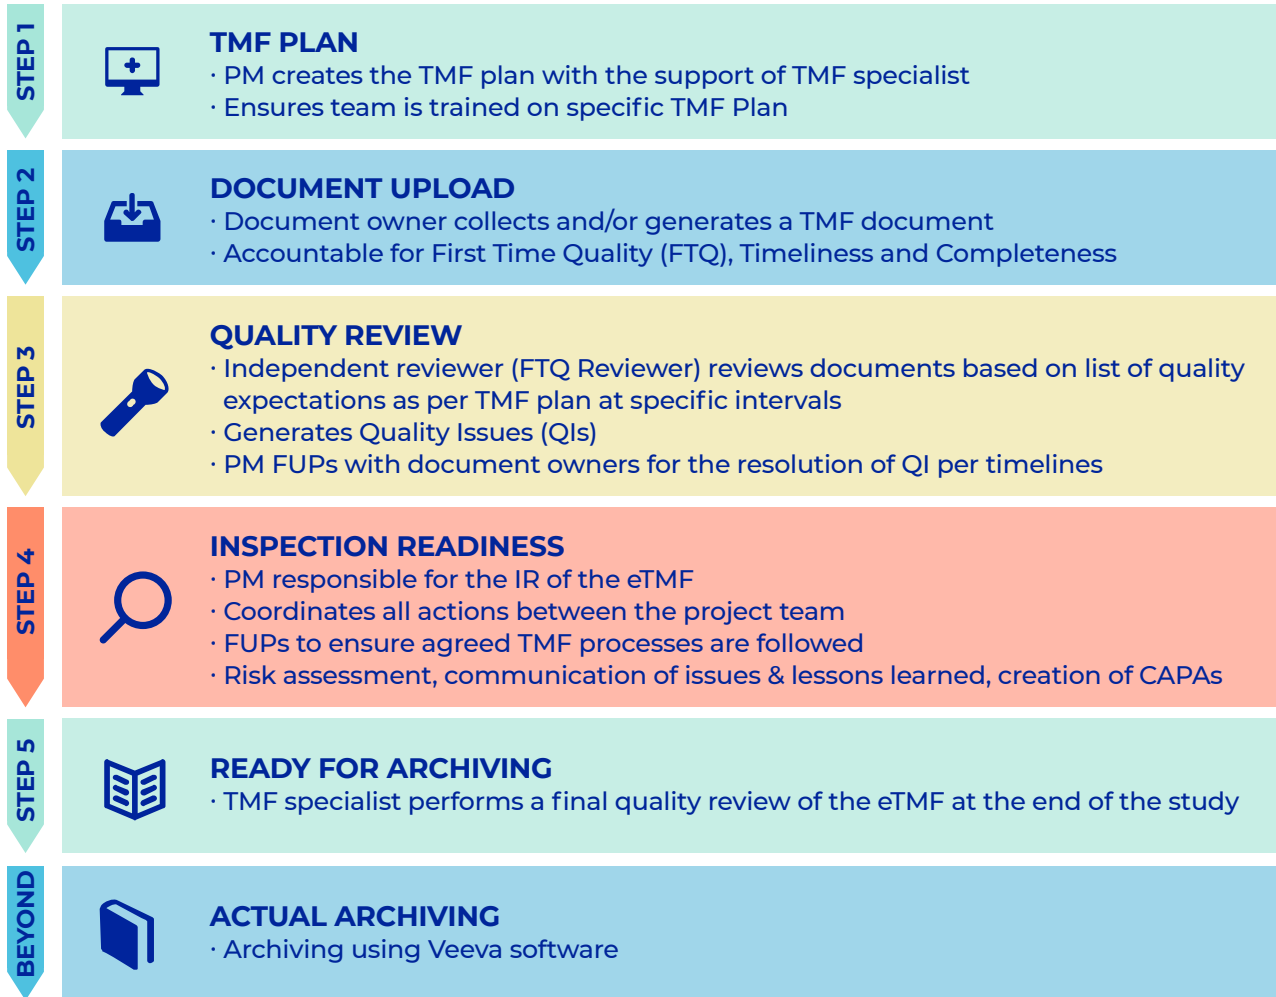 STEP 1
TMF PLAN
· PM creates the TMF plan with the support of TMF specialist
· Ensures team is trained on specific TMF Plan
STEP 2
DOCUMENT UPLOAD
· Document owner collects and/or generates a TMF document
· Accountable for First Time Quality (FTQ), Timeliness and Completeness
STEP 3
QUALITY REVIEW
· Independent reviewer (FTQ Reviewer) reviews documents based on list of quality
expectations as per TMF plan at specific intervals
· Generates Quality Issues (QIs)
· PM FUPs with document owners for the resolution of QI per timelines
STEP 4
INSPECTION READINESS
· PM responsible for the IR of the eTMF
· Coordinates all actions between the project team
· FUPs to ensure agreed TMF processes are followed
· Risk assessment, communication of issues & lessons learned, creation of CAPAs
STEP 5
READY FOR ARCHIVING
· TMF specialist performs a final quality review of the eTMF at the end of the study
BEYOND
ACTUAL ARCHIVING
· Archiving using Veeva software